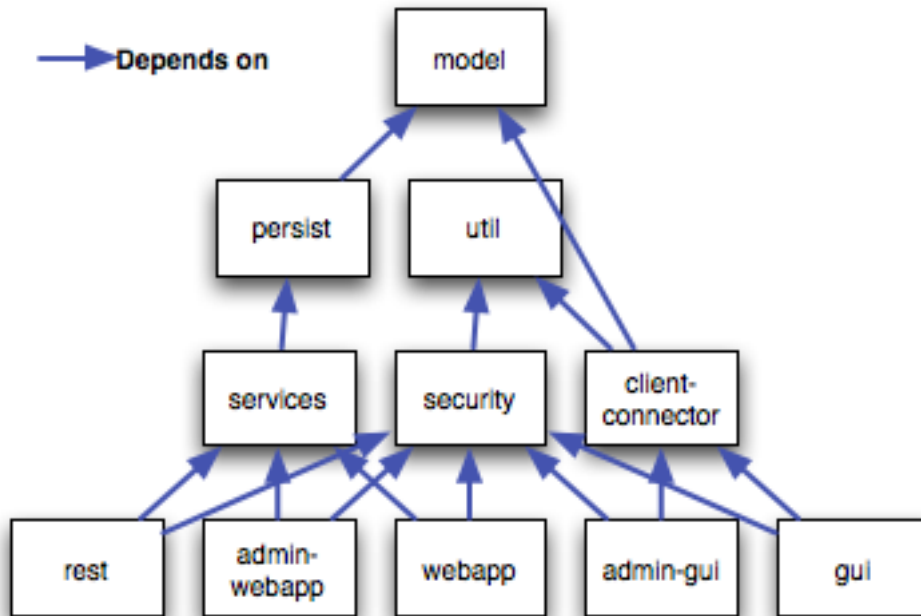 Depends on
model
persist
util
services
security
client-
connector
rest
admin-
webapp
webapp
admin-gui
gui